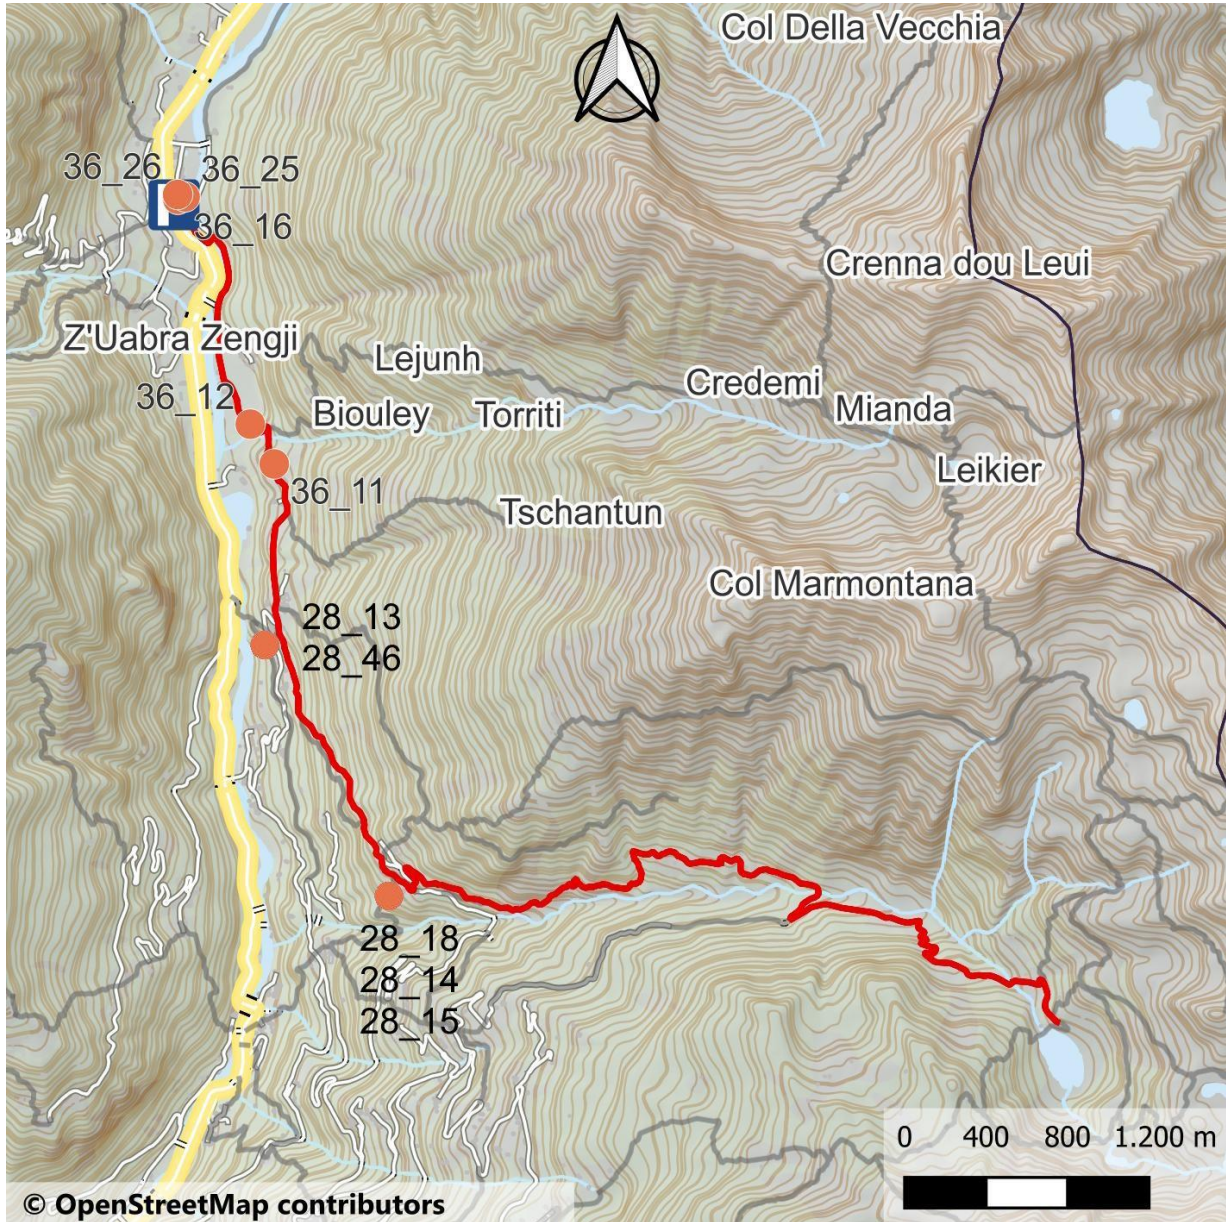 Col Della Vecchia
36_26
36_25
36_16
Crenna dou Leui
Z'Uabra Zengji
Lejunh
Credemi
36_12
Biouley
Torriti
Mianda
Leikier
36_11
Tschantun
Col Marmontana
28_13
28_46
28_18
28_14
28_15
0 400 800 1.200 m
© OpenStreetMap contributors